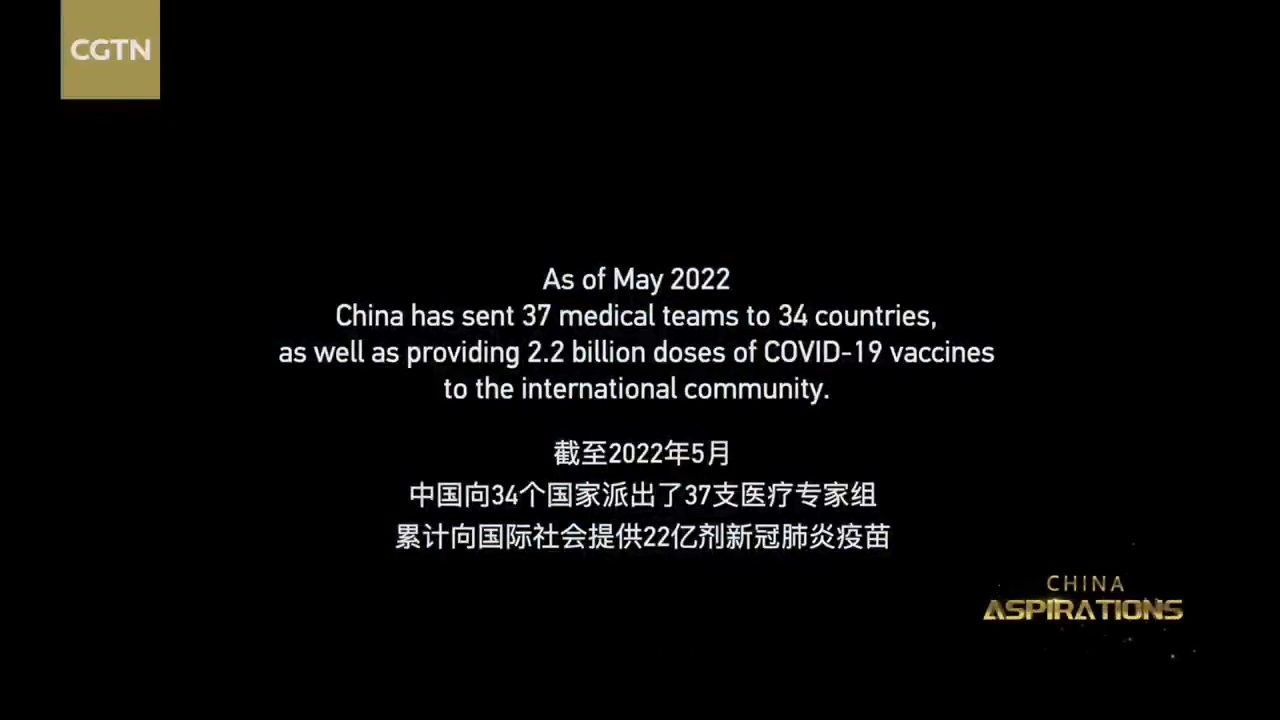 CGTN
As of May 2022
China has sent 37 medical teams to 34 countries,
as well as providing 2.2 billion doses of COVID-19 vaccines
to the international community.
截至2022年5月
中国向34个国家派出了37支医疗专家组
累计向国际社会提供22亿剂新冠肺炎疫苗
CHINA
ASPIRATIONS